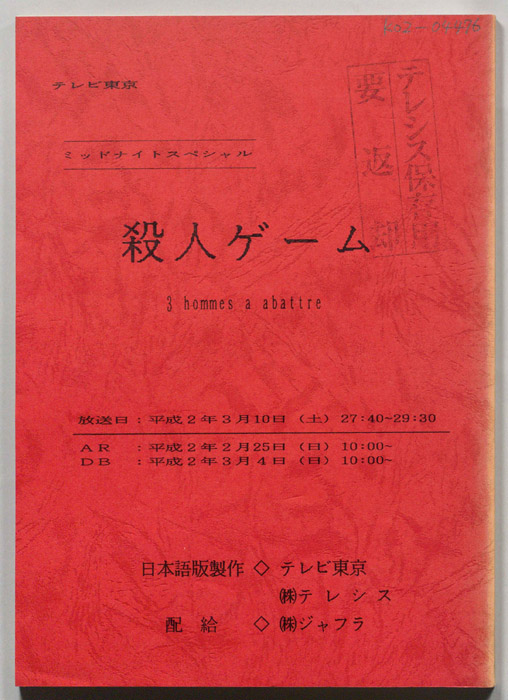 テレビ東京
テレシス保存用
要返却
ミッドナイトスペシャル
殺人ゲーム
3 hommes a abattre
放送日：平成2年3月10日（土）27:40~29:30
AR ：平成2年2月25日（日）10:00~
DB ：平成2年3月4日（日）10:00~
日本語版製作 ◇ テレビ東京
㈱テレシス
配給 ◇ ㈱ジャフラ